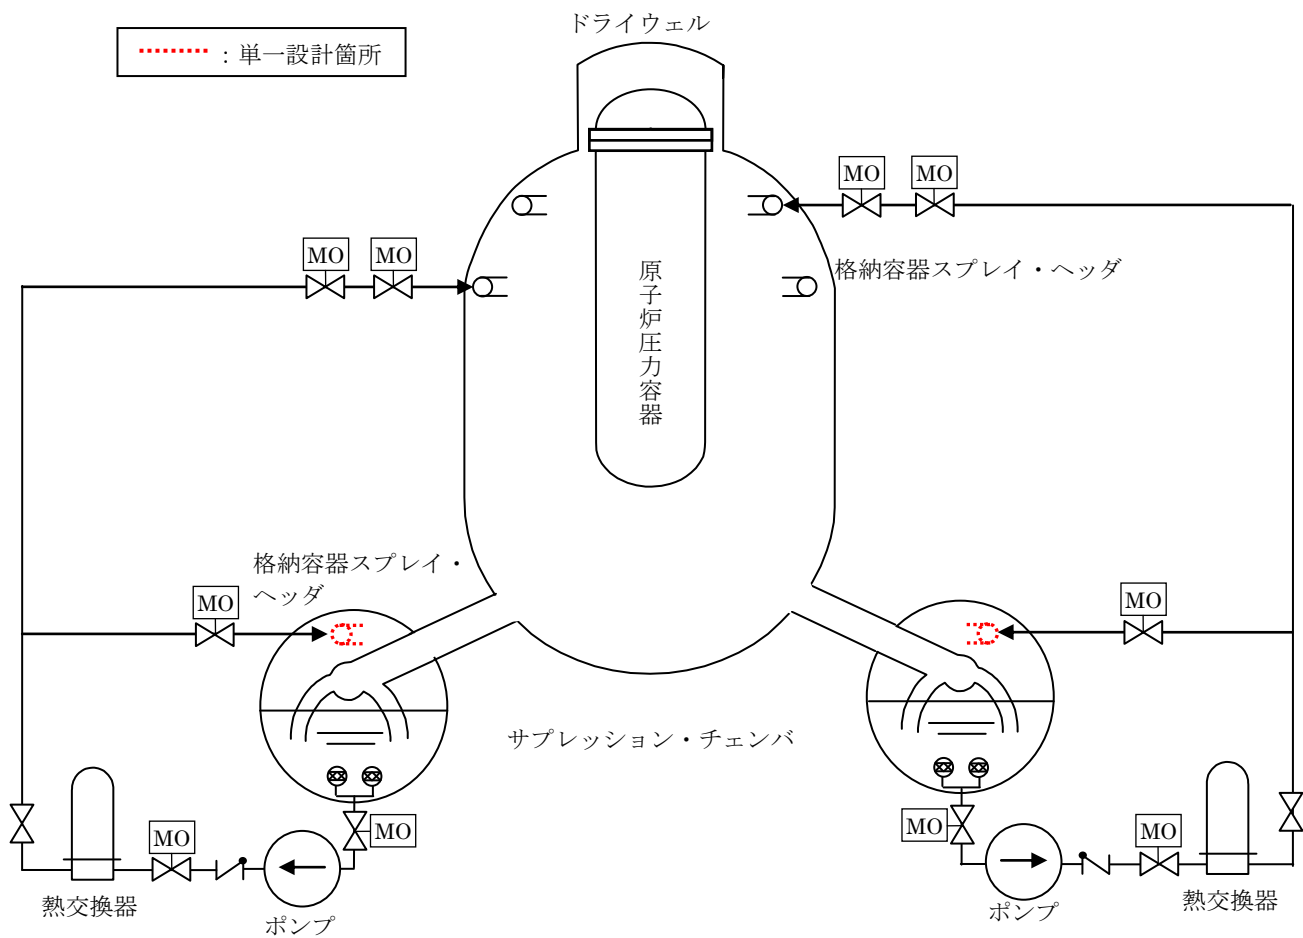 ドライウェル
：単一設計箇所
MO
MO
MO
MO
格納容器スプレイ・ヘッダ
原子炉圧力容器
格納容器スプレイ・
ヘッダ
MO
MO
サプレッション・チェンバ
MO
MO
MO
MO
熱交換器
ポンプ
ポンプ
熱交換器